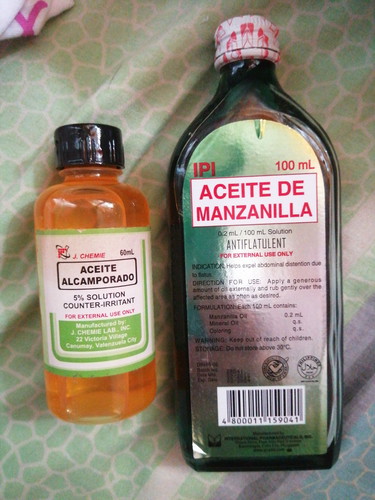 J. CHEMIE 60mL
ACEITE
ALCAMPORADO
5% SOLUTION
COUNTER-IRRITANT
FOR EXTERNAL USE ONLY
Manufactured by:
J. CHEMIE LAB., INC.
22 Victoria Village
Canumay, Valenzuela City
IPI 100 mL
ACEITE DE
MANZANILLA
0.2 mL / 100 mL Solution
ANTIFLATULENT
FOR EXTERNAL USE ONLY
INDICATION: Helps expel abdominal distention due
to flatus.
DIRECTION FOR USE: Apply a generous
amount of oil externally and rub gently over the
affected area as often as desired.
FORMULATION: Each 100 mL contains:
Manzanilla Oil 0.2 mL
Mineral Oil q.s.
Coloring q.s.
WARNING: Keep out of reach of children.
STORAGE: Do not store above 30°C.
4 800011 159041
INTERNATIONAL PHARMACEUTICALS, INC.